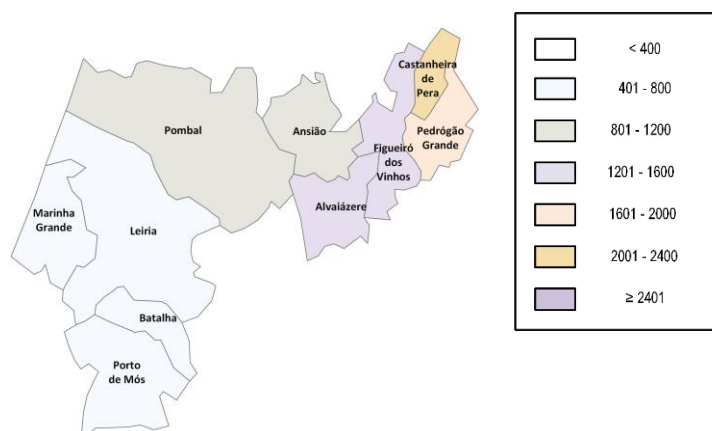 Castanheira
de
Pera
Pombal
Ansião
Pedrógão
Grande
Figueiró
dos
Vinhos
Alvaiázere
Marinha
Grande
Leiria
Batalha
Porto
de Mós
< 400
401 - 800
801 - 1200
1201 - 1600
1601 - 2000
2001 - 2400
≥ 2401